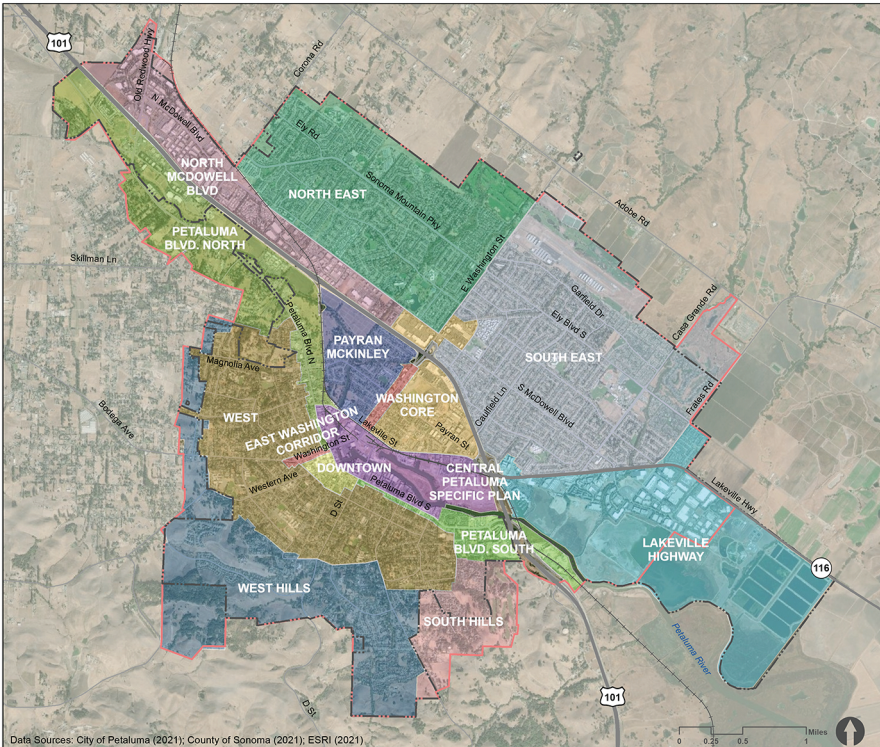 101
Old Redwood Hwy
Corona Rd
N McDowell Blvd
Ely Rd
NORTH
MCDOWELL
BLVD
NORTH EAST
Sonoma Mountain Pky
Adobe Rd
PETALUMA
BLVD. NORTH
E Washington St
Skillman Ln
Garfield Dr
Casa Grande Rd
Petaluma Blvd N
Ely Blvd S
PAYRAN
MCKINLEY
SOUTH EAST
Magnolia Ave
Frates Rd
S McDowell Blvd
Caulfield Ln
WASHINGTON
CORE
Bodega Ave
WEST
EAST WASHINGTON
CORRIDOR
Lakeville St
Payran St
Washington St
DOWNTOWN
CENTRAL
PETALUMA
SPECIFIC PLAN
Western Ave
Petaluma Blvd S
D St
Lakeville Hwy
PETALUMA
BLVD. SOUTH
LAKEVILLE
HIGHWAY
116
WEST HILLS
SOUTH HILLS
Petaluma River
101
D St
Data Sources: City of Petaluma (2021); County of Sonoma (2021); ESRI (2021)
Miles
0 0.25 0.5 1